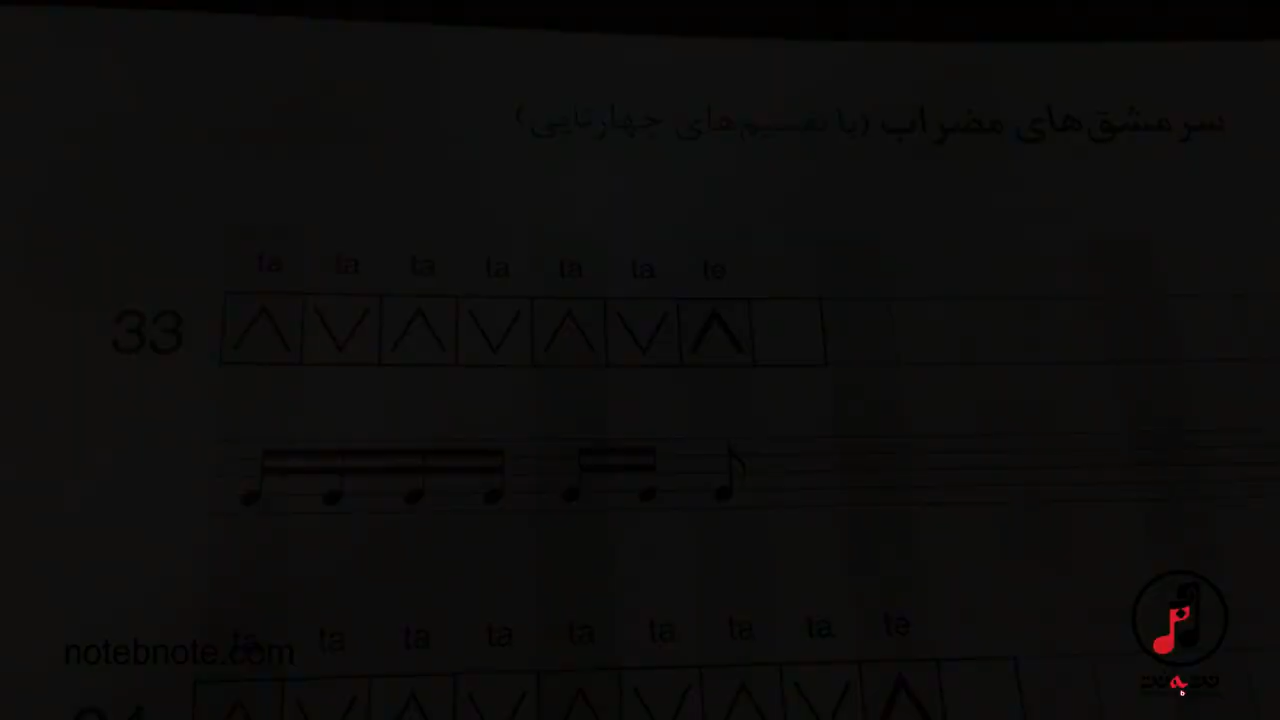 سرمشق‌های مضراب (با تقسیم‌های چهارتایی)
ta ta ta ta ta ta te
33
ta ta ta ta ta ta ta ta te
notebnote.com